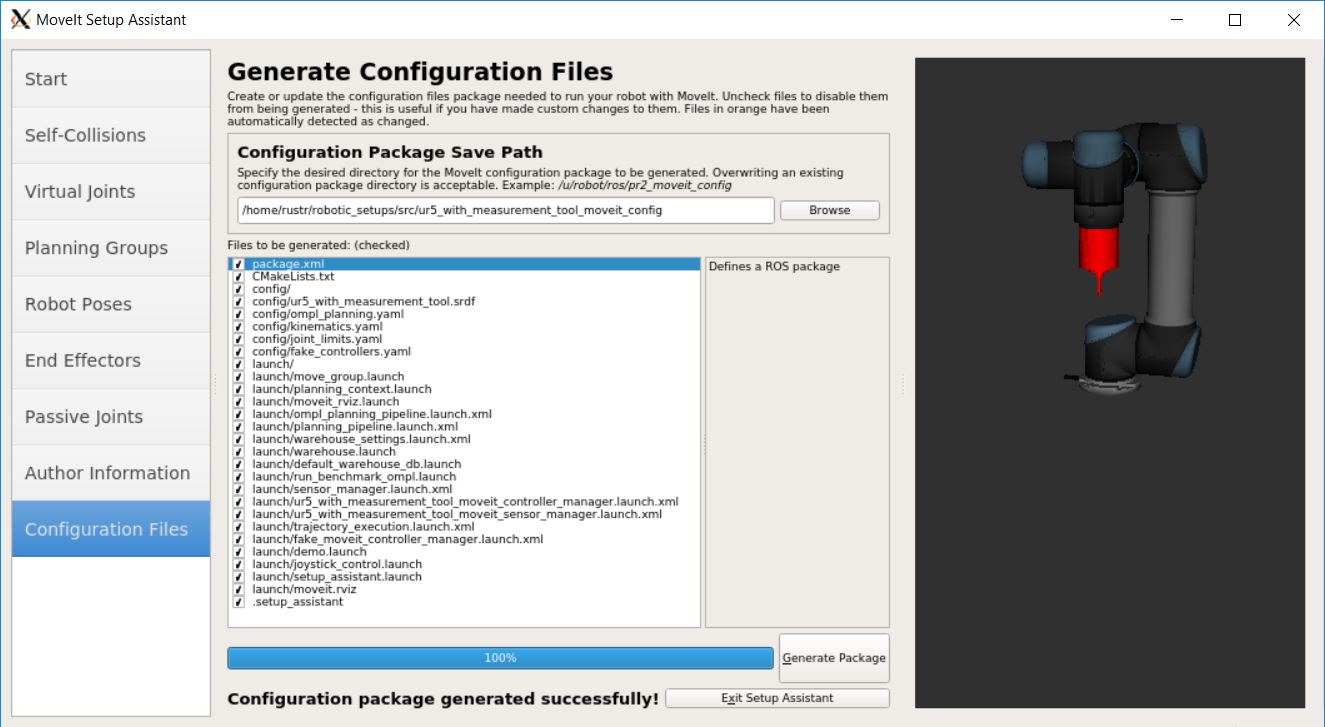 MoveIt Setup Assistant
Start
Self-Collisions
Virtual Joints
Planning Groups
Robot Poses
End Effectors
Passive Joints
Author Information
Configuration Files
Generate Configuration Files
Create or update the configuration files package needed to run your robot with MoveIt. Uncheck files to disable them
from being generated - this is useful if you have made custom changes to them. Files in orange have been
automatically detected as changed.
Configuration Package Save Path
Specify the desired directory for the MoveIt configuration package to be generated. Overwriting an existing
configuration package directory is acceptable. Example: /u/robot/ros/pr2_moveit_config
/home/rustr/robotic_setups/src/ur5_with_measurement_tool_moveit_config
Browse
Files to be generated: (checked)
package.xml
CMakeLists.txt
config/
config/ur5_with_measurement_tool.srdf
config/ompl_planning.yaml
config/kinematics.yaml
config/joint_limits.yaml
config/fake_controllers.yaml
launch/
launch/move_group.launch
launch/planning_context.launch
launch/moveit_rviz.launch
launch/ompl_planning_pipeline.launch.xml
launch/planning_pipeline.launch.xml
launch/warehouse_settings.launch.xml
launch/warehouse.launch
launch/default_warehouse_db.launch
launch/run_benchmark_ompl.launch
launch/sensor_manager.launch.xml
launch/ur5_with_measurement_tool_moveit_controller_manager.launch.xml
launch/ur5_with_measurement_tool_moveit_sensor_manager.launch.xml
launch/trajectory_execution.launch.xml
launch/fake_moveit_controller_manager.launch.xml
launch/demo.launch
launch/joystick_control.launch
launch/setup_assistant.launch
launch/moveit.rviz
.setup_assistant
Defines a ROS package
100%
Generate Package
Configuration package generated successfully!
Exit Setup Assistant